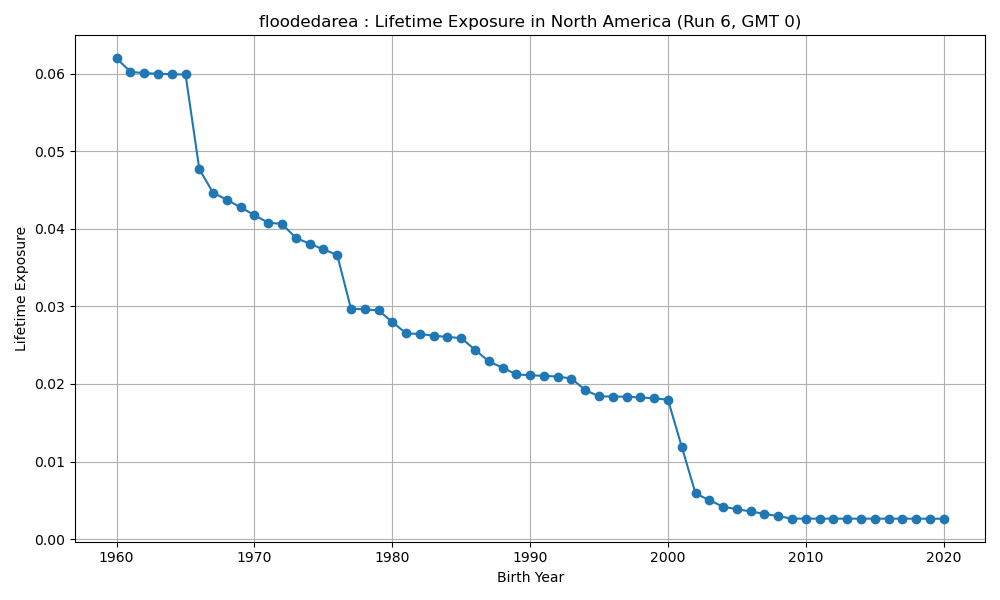 floodedarea : Lifetime Exposure in North America (Run 6, GMT 0)
Lifetime Exposure
0.06
0.05
0.04
0.03
0.02
0.01
0.00
1960 1970 1980 1990 2000 2010 2020
Birth Year